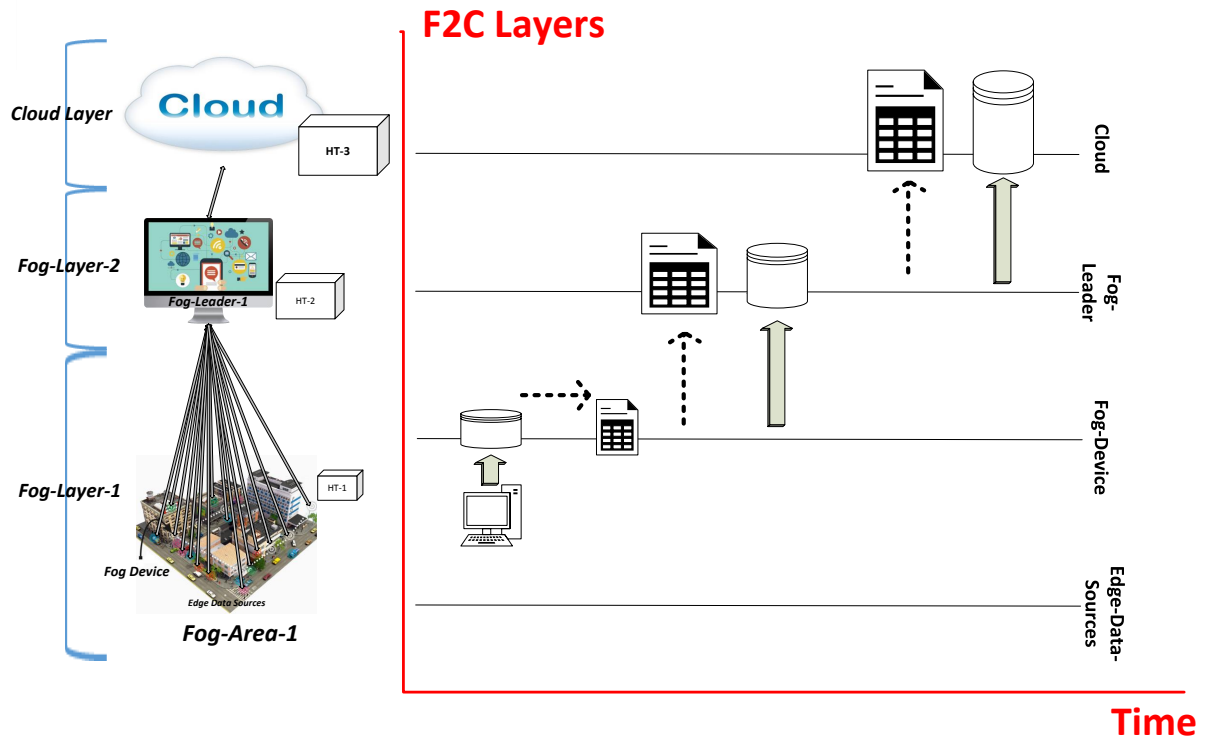 F2C Layers
Cloud Layer
Cloud
HT-3
Fog-Layer-2
Fog-Leader-1
HT-2
Fog-Layer-1
HT-1
Fog Device
Edge Data Sources
Fog-Area-1
Cloud
Fog-
Leader
Fog-Device
Edge-Data-
Sources
Time